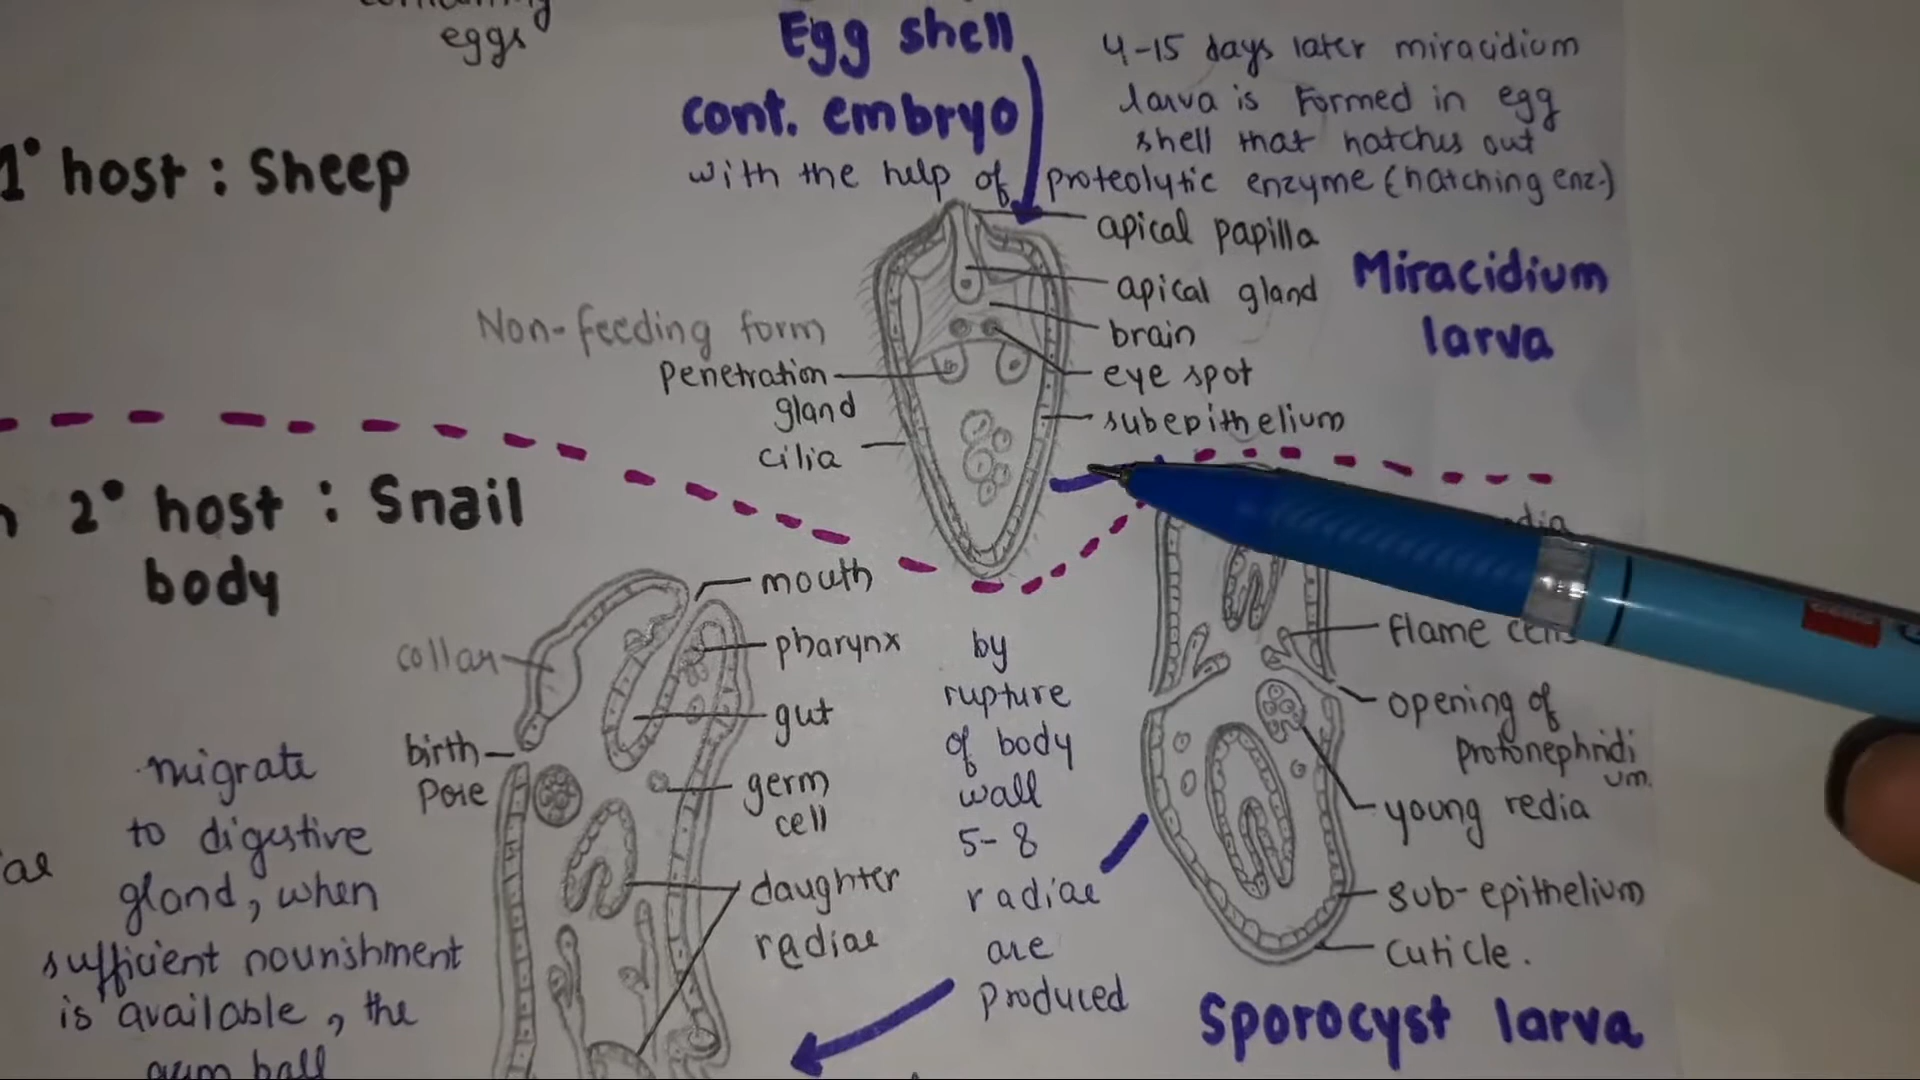 eggs
Egg shell
cont. embryo
4-15 days later miracidium
larva is Formed in egg
shell that hatches out
with the help of proteolytic enzyme (hatching enz.)
1° host : Sheep
apical papilla
apical gland
brain
eye spot
subepithelium
Miracidium
larva
Non-feeding form
penetration
gland
cilia
2° host : Snail
body
mouth
pharynx
gut
germ
cell
daughter
radiae
collar
birth
pore
migrate
to digestive
gland, when
sufficient nourishment
is available, the
by
rupture
of body
wall
5-8
radiae
are
produced
flame
opening of
protonephridi
um.
young redia
sub-epithelium
cuticle.
Sporocyst larva